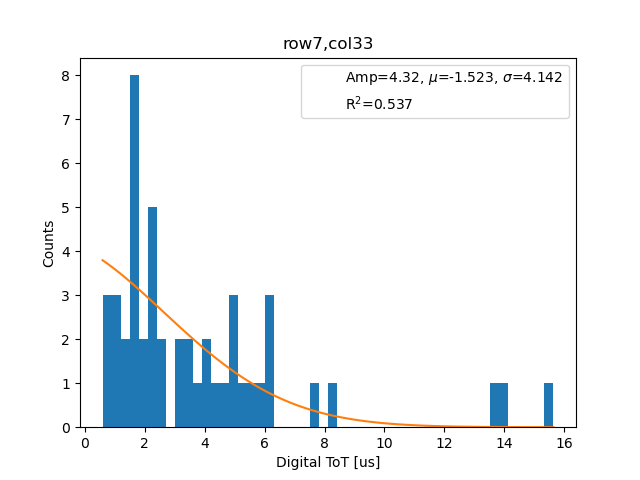 row7,col33
Amp=4.32, μ=-1.523, σ=4.142
R²=0.537
Counts
8
7
6
5
4
3
2
1
0
0 2 4 6 8 10 12 14 16
Digital ToT [us]